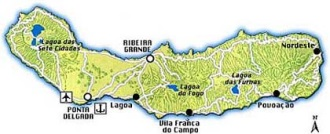 Lagoa das
Sete Cidades
RIBEIRA
GRANDE
Nordeste
Lagoa
do Fogo
Lagoa
das Furnas
PONTA
DELGADA
Lagoa
Povoação
Vila Franca
do Campo